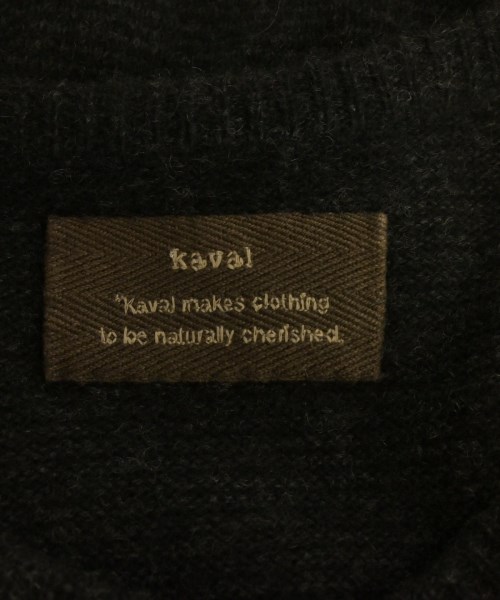 kaval
"Kaval makes clothing
to be naturally cherished.